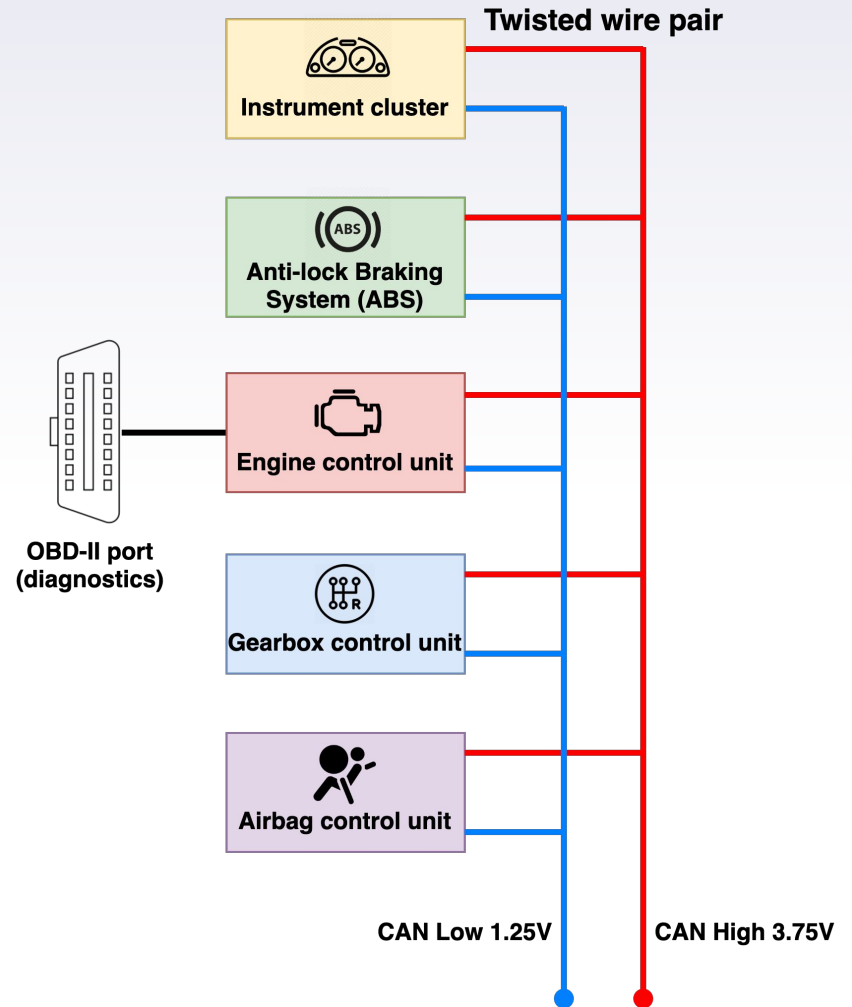 Twisted wire pair
Instrument cluster
ABS
Anti-lock Braking
System (ABS)
Engine control unit
OBD-II port
(diagnostics)
R
Gearbox control unit
Airbag control unit
CAN Low 1.25V
CAN High 3.75V